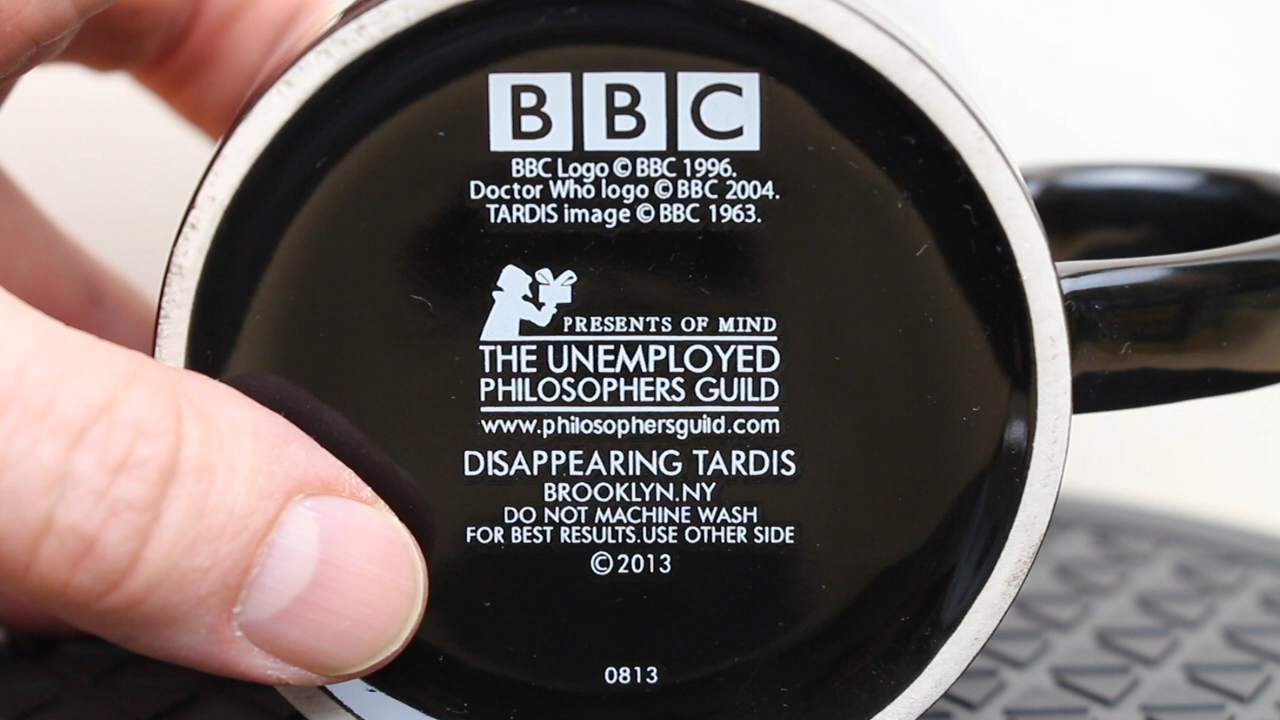 BBC
BBC Logo © BBC 1996.
Doctor Who logo © BBC 2004.
TARDIS image © BBC 1963.
PRESENTS OF MIND
THE UNEMPLOYED
PHILOSOPHERS GUILD
www.philosophersguild.com
DISAPPEARING TARDIS
BROOKLYN.NY
DO NOT MACHINE WASH
FOR BEST RESULTS.USE OTHER SIDE
©2013
0813